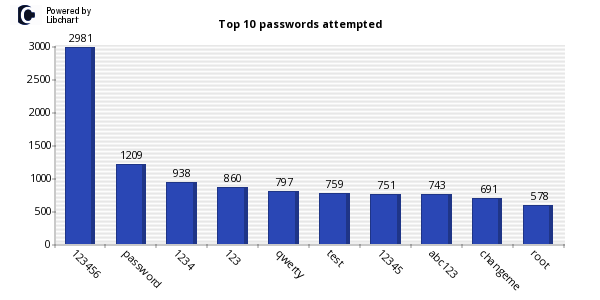 Powered by
Libchart
Top 10 passwords attempted
3000
2500
2000
1500
1000
500
0
2981
1209
938
860
797
759
751
743
691
578
123456
password
1234
123
qwerty
test
12345
abc123
changeme
root